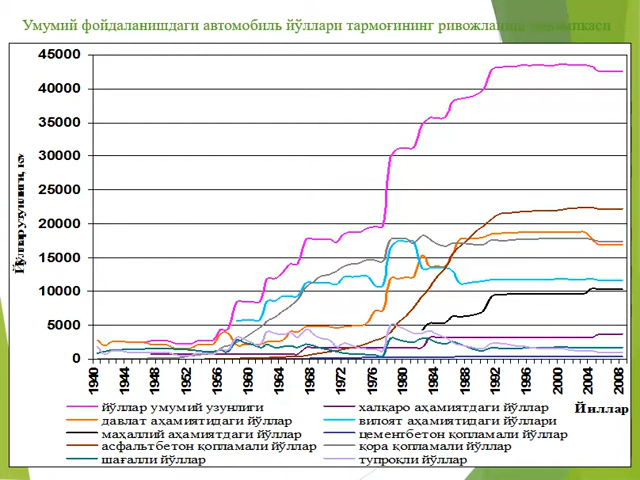 Умумий фойдаланишдаги автомобиль йўллари тармоғининг ривожланиш динамикаси
45000
40000
35000
30000
25000
20000
15000
10000
5000
0
Йўллар узунлиги, км
1940 1944 1948 1952 1956 1960 1964 1968 1972 1976 1980 1984 1988 1992 1996 2000 2004 2008
Йиллар
йўллар умумий узунлиги
халқаро аҳамиятдаги йўллар
давлат аҳамиятидаги йўллар
вилоят аҳамиятидаги йўллари
маҳаллий аҳамиятдаги йўллар
цементбетон қопламали йўллар
асфальтбетон қопламали йўллар
қора қопламали йўллар
шағалли йўллар
тупроқли йўллар